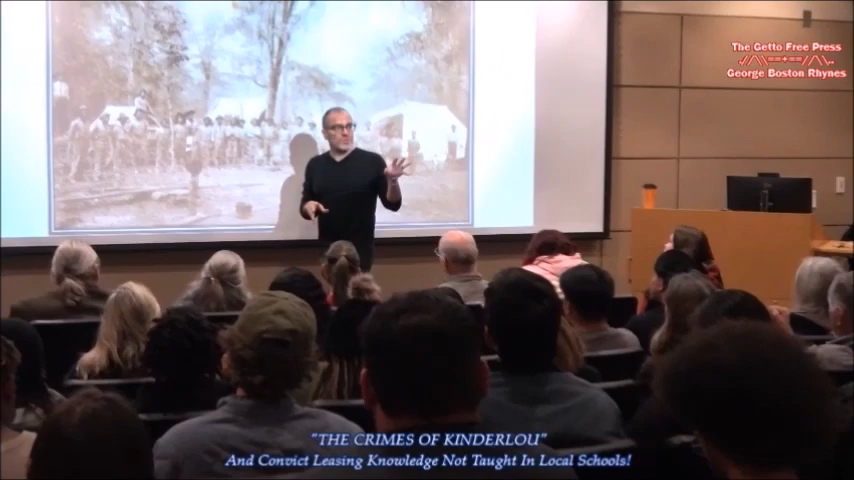 The Getto Free Press
George Boston Rhynes
"THE CRIMES OF KINDERLOU"
And Convict Leasing Knowledge Not Taught In Local Schools!